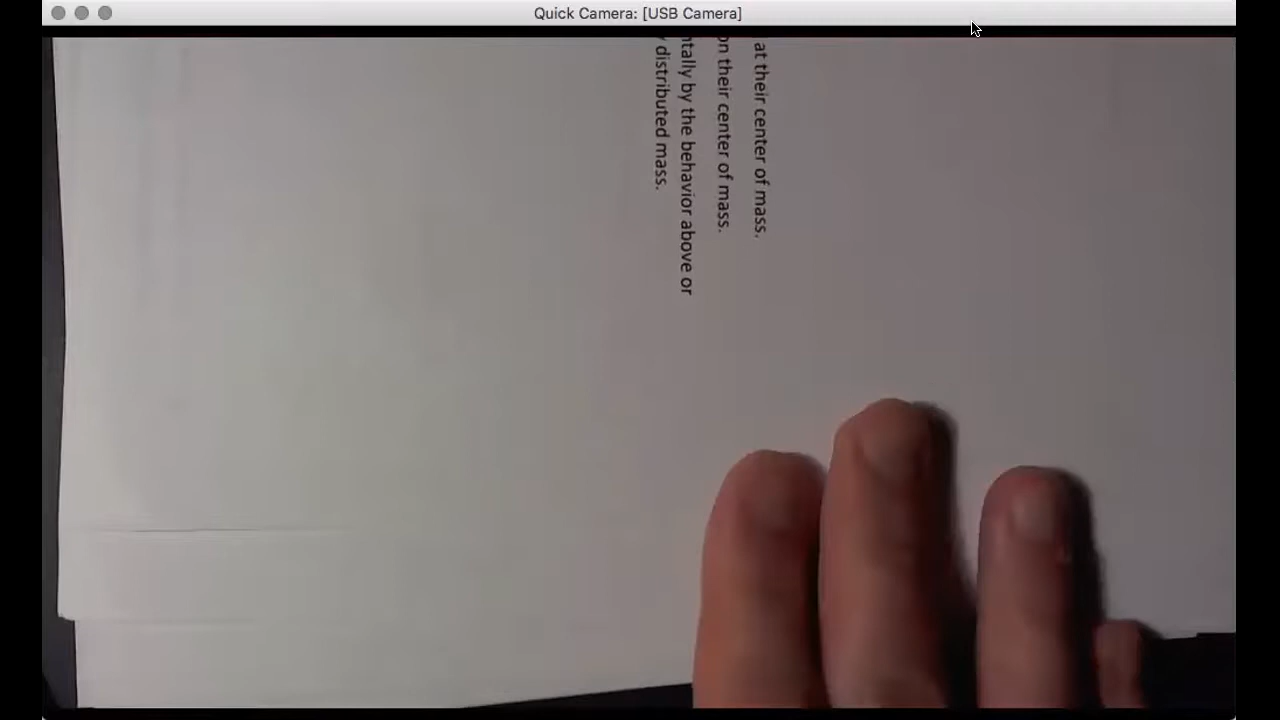 Quick Camera: [USB Camera]
at their center of mass.
on their center of mass.
ntally by the behavior above or
distributed mass.